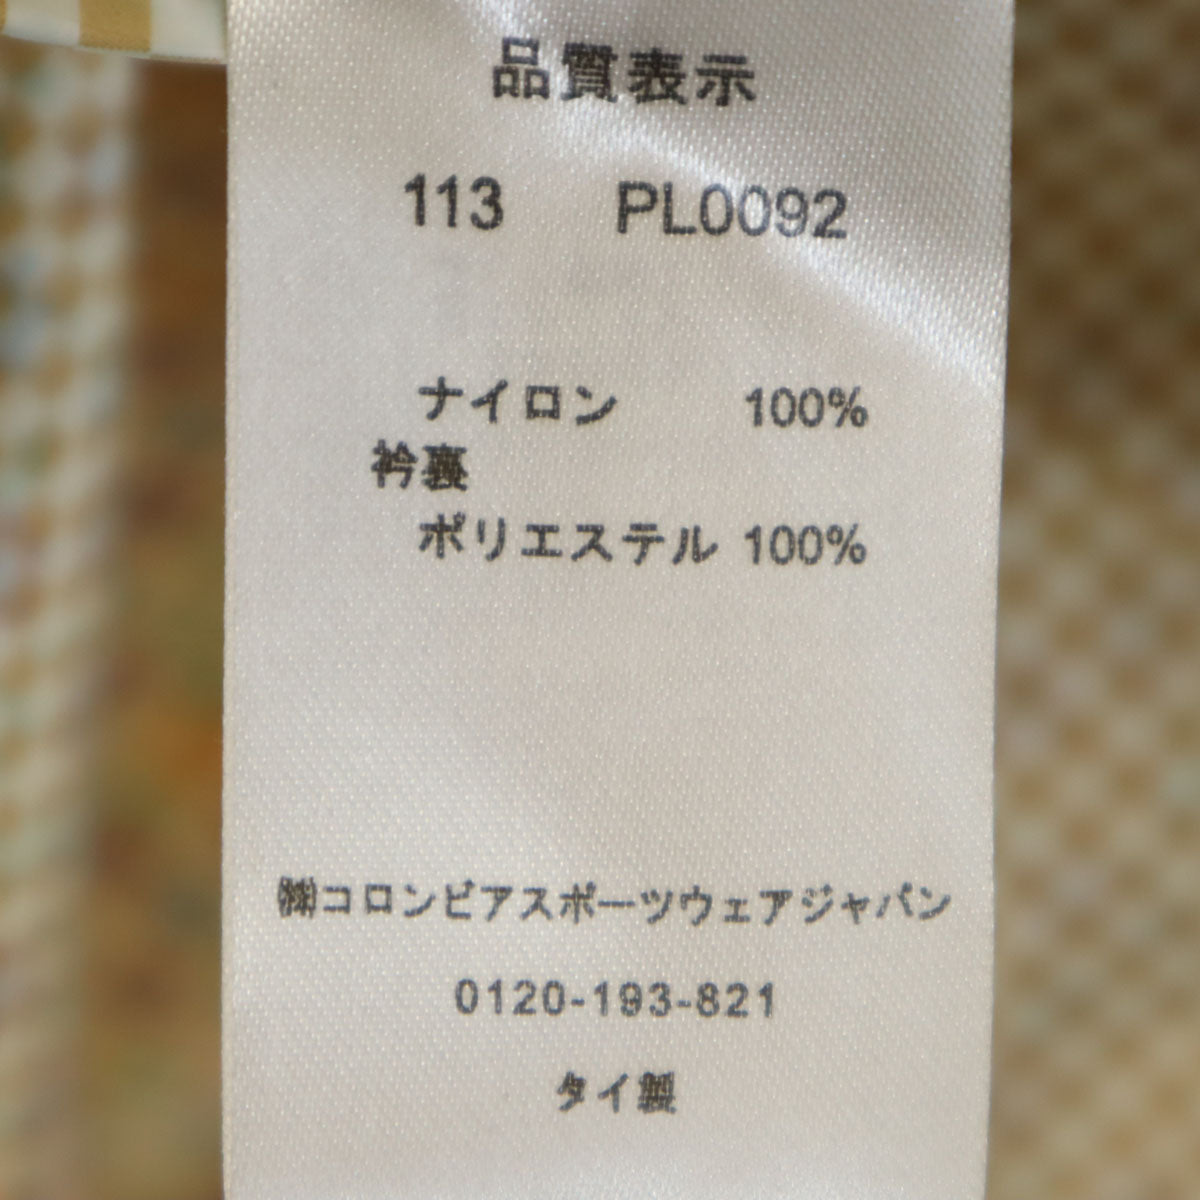 品質表示
113 PL0092
ナイロン 100%
衿裏
ポリエステル 100%
㈱コロンビアスポーツウェアジャパン
0120-193-821
タイ製